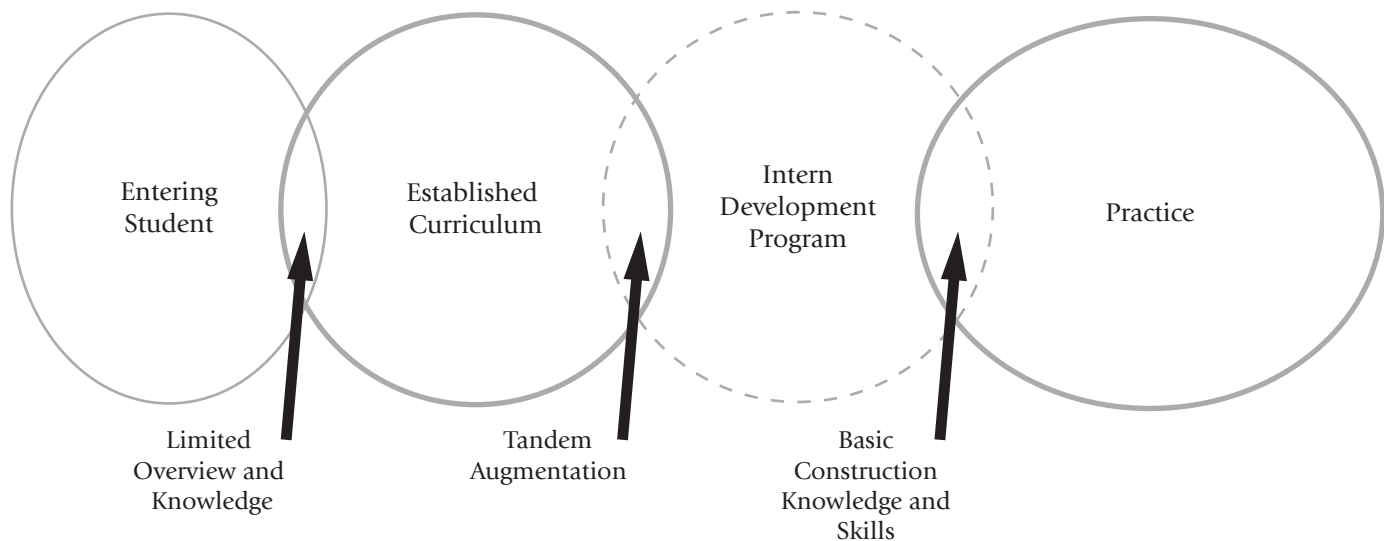 Entering
Student
Established
Curriculum
Intern
Development
Program
Practice
Limited
Overview and
Knowledge
Tandem
Augmentation
Basic
Construction
Knowledge and
Skills